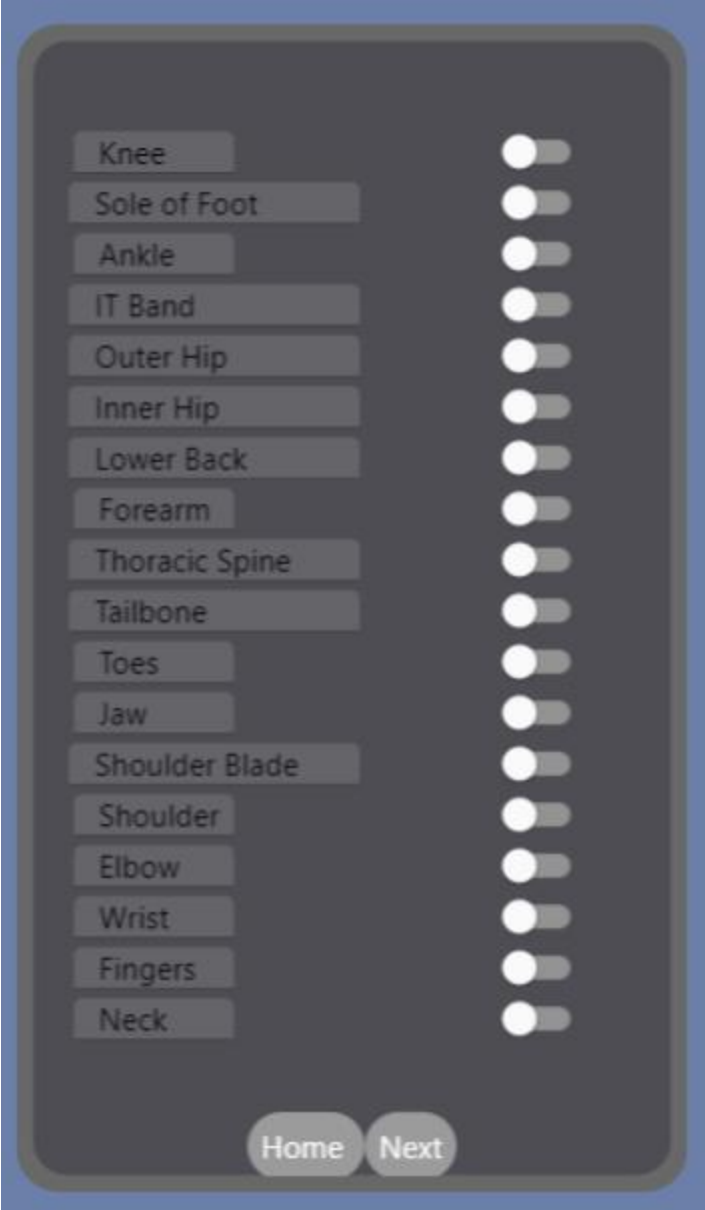 Knee
Sole of Foot
Ankle
IT Band
Outer Hip
Inner Hip
Lower Back
Forearm
Thoracic Spine
Tailbone
Toes
Jaw
Shoulder Blade
Shoulder
Elbow
Wrist
Fingers
Neck
Home Next